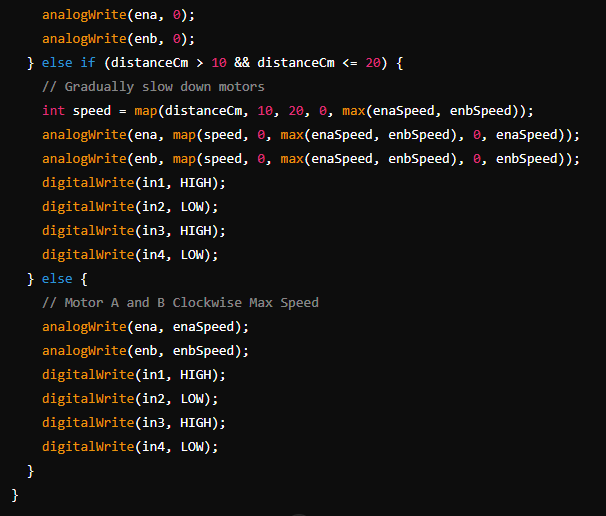 analogWrite(ena, 0);
analogWrite(enb, 0);
} else if (distanceCm > 10 && distanceCm <= 20) {
// Gradually slow down motors
int speed = map(distanceCm, 10, 20, 0, max(enaSpeed, enbSpeed));
analogWrite(ena, map(speed, 0, max(enaSpeed, enbSpeed), 0, enaSpeed));
analogWrite(enb, map(speed, 0, max(enaSpeed, enbSpeed), 0, enbSpeed));
digitalWrite(in1, HIGH);
digitalWrite(in2, LOW);
digitalWrite(in3, HIGH);
digitalWrite(in4, LOW);
} else {
// Motor A and B Clockwise Max Speed
analogWrite(ena, enaSpeed);
analogWrite(enb, enbSpeed);
digitalWrite(in1, HIGH);
digitalWrite(in2, LOW);
digitalWrite(in3, HIGH);
digitalWrite(in4, LOW);
}
}